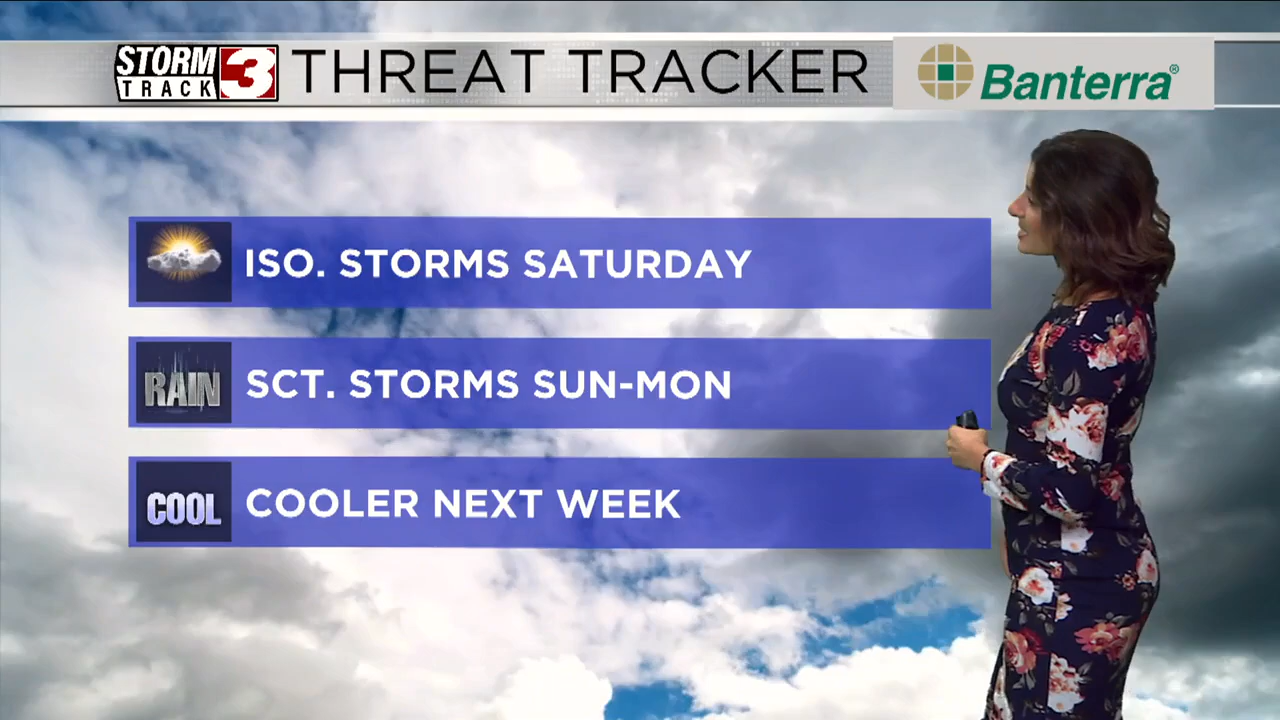 STORM TRACK 3 THREAT TRACKER Banterra®
ISO. STORMS SATURDAY
RAIN SCT. STORMS SUN-MON
COOL COOLER NEXT WEEK